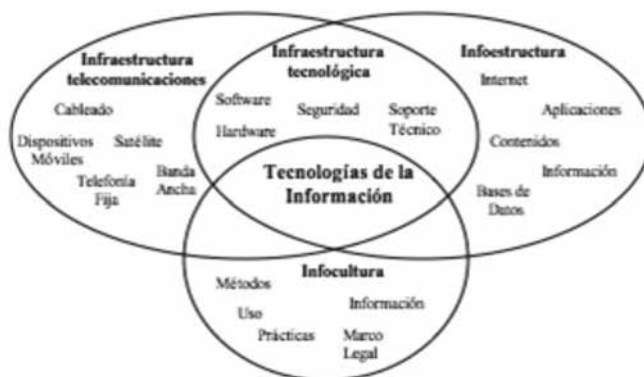 Infraestructura
telecomunicaciones
Cableado
Dispositivos
Móviles
Satélite
Telefonía
Fija
Banda
Ancha
Infraestructura
tecnológica
Software
Seguridad
Soporte
Técnico
Hardware
Infoestructura
Internet
Aplicaciones
Contenidos
Información
Bases de
Datos
Tecnologías de la
Información
Infocultura
Métodos
Información
Uso
Prácticas
Marco
Legal